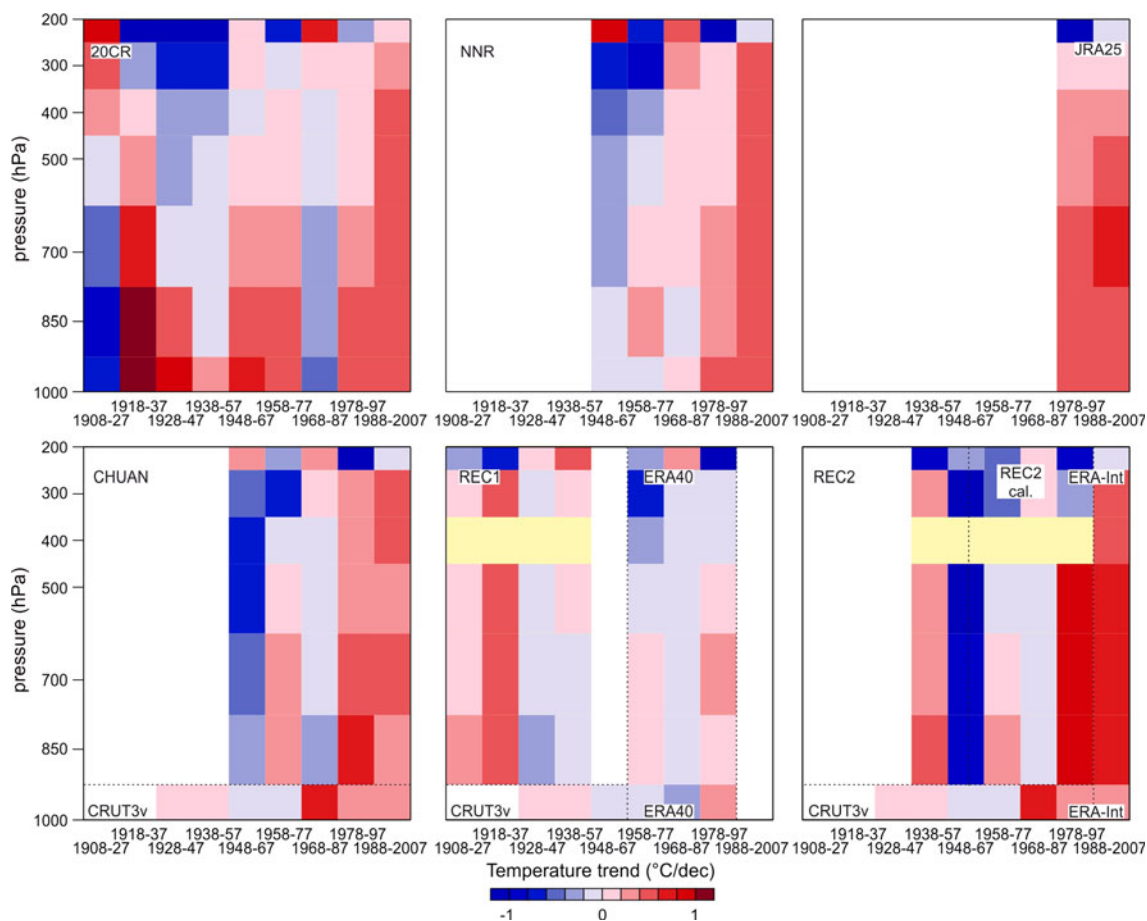 200
300
400
500
700
850
1000
pressure (hPa)
20CR
NNR
JRA25
1918-37 1938-57 1958-77 1978-97
1908-27 1928-47 1948-67 1968-87 1988-2007
1918-37 1938-57 1958-77 1978-97
1908-27 1928-47 1948-67 1968-87 1988-2007
1918-37 1938-57 1958-77 1978-97
1908-27 1928-47 1948-67 1968-87 1988-2007
200
300
400
500
700
850
1000
pressure (hPa)
CHUAN
CRUT3v
REC1
ERA40
CRUT3v
ERA40
REC2
REC2
cal.
ERA-Int
CRUT3v
ERA-Int
1918-37 1938-57 1958-77 1978-97
1908-27 1928-47 1948-67 1968-87 1988-2007
1918-37 1938-57 1958-77 1978-97
1908-27 1928-47 1948-67 1968-87 1988-2007
1918-37 1938-57 1958-77 1978-97
1908-27 1928-47 1948-67 1968-87 1988-2007
Temperature trend (°C/dec)
-1 0 1